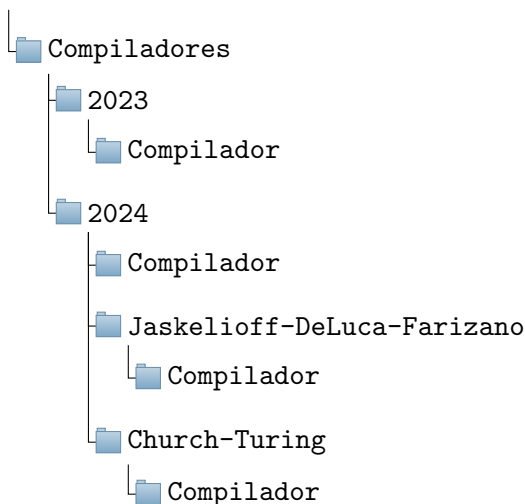 Compiladores
2023
Compilador
2024
Compilador
Jaskelioff-DeLuca-Farizano
Compilador
Church-Turing
Compilador